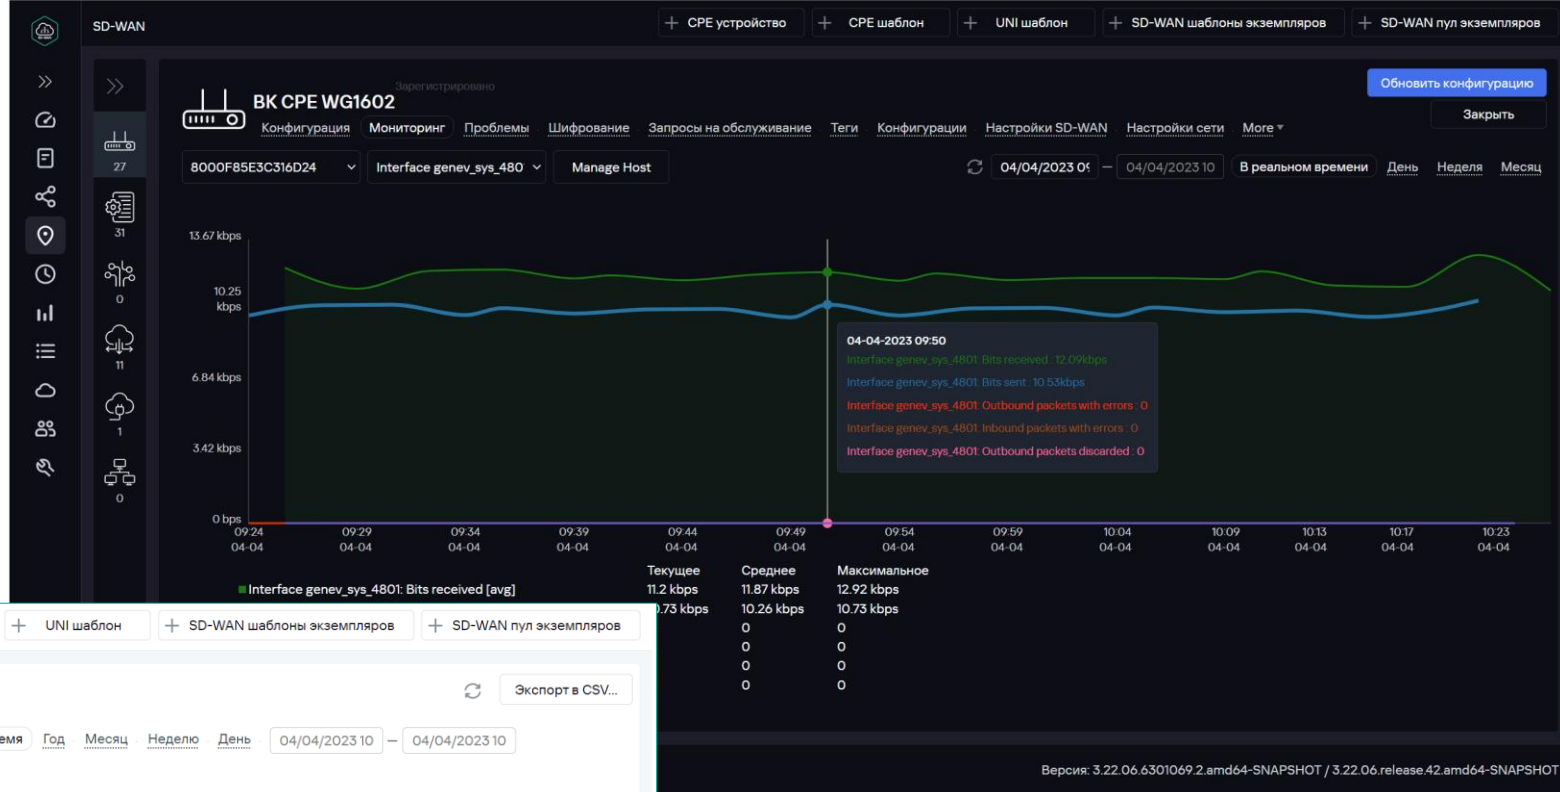 SD-WAN
+ CPE устройство
+ CPE шаблон
+ UNI шаблон
+ SD-WAN шаблоны экземпляров
+ SD-WAN пул экземпляров
Зарегистрировано
BK CPE WG1602
Обновить конфигурацию
Закрыть
Конфигурация Мониторинг Проблемы Шифрование Запросы на обслуживание Теги Конфигурации Настройки SD-WAN Настройки сети More
8000F85E3C316D24 Interface genev_sys_480 Manage Host 04/04/2023 09 — 04/04/2023 10 В реальном времени День Неделя Месяц
27
31
0
11
1
0
13.67 kbps
10.25
kbps
6.84 kbps
3.42 kbps
0 bps
04-04-2023 09:50
Interface genev_sys_4801: Bits received : 12.09kbps
Interface genev_sys_4801: Bits sent : 10.53kbps
Interface genev_sys_4801: Outbound packets with errors : 0
Interface genev_sys_4801: Inbound packets with errors : 0
Interface genev_sys_4801: Outbound packets discarded : 0
09:24 09:29 09:34 09:39 09:44 09:49 09:54 09:59 10:04 10:09 10:13 10:17 10:23
04-04 04-04 04-04 04-04 04-04 04-04 04-04 04-04 04-04 04-04 04-04 04-04 04-04
Текущее Среднее Максимальное
Interface genev_sys_4801: Bits received [avg] 11.2 kbps 11.87 kbps 12.92 kbps
.73 kbps 10.26 kbps 10.73 kbps
0 0
0 0
0 0
0 0
+ UNI шаблон
+ SD-WAN шаблоны экземпляров
+ SD-WAN пул экземпляров
Экспорт в CSV...
Год Месяц Неделю День 04/04/2023 10 — 04/04/2023 10
Версия: 3.22.06.6301069.2.amd64-SNAPSHOT / 3.22.06.release.42.amd64-SNAPSHOT